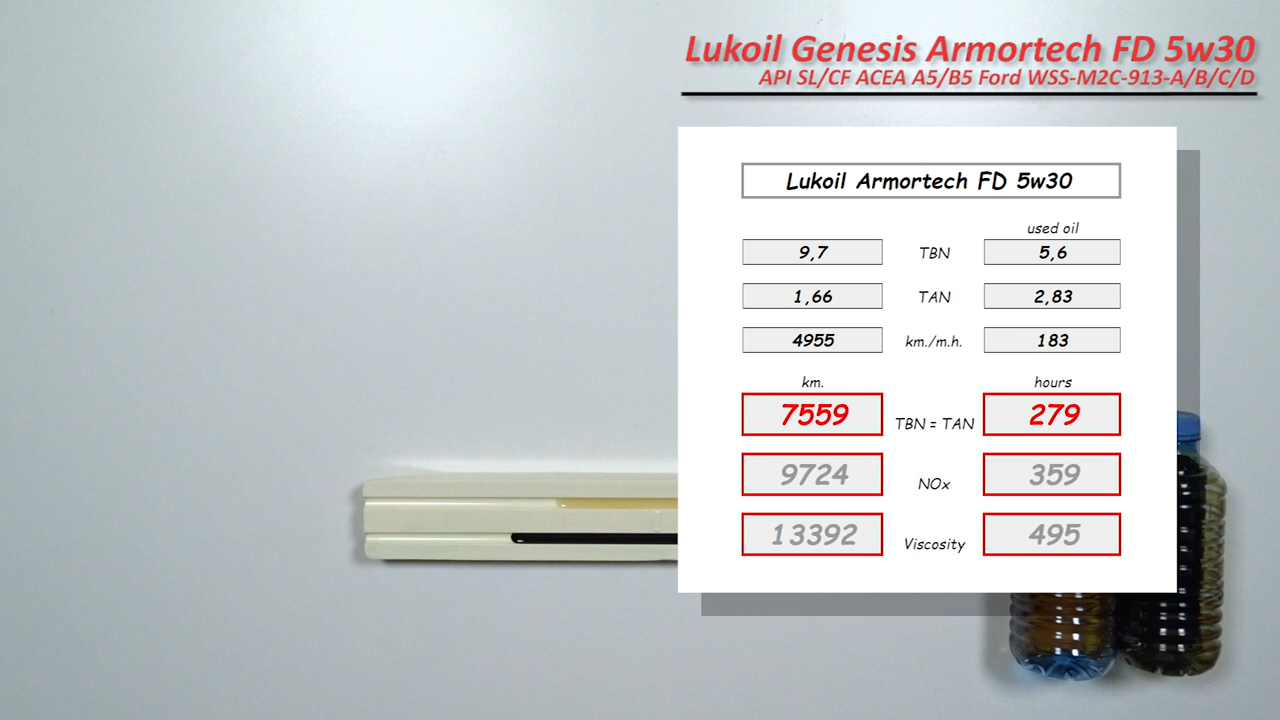 Lukoil Genesis Armortech FD 5w30
API SL/CF ACEA A5/B5 Ford WSS-M2C-913-A/B/C/D
Lukoil Armortech FD 5w30
used oil
9,7 TBN 5,6
1,66 TAN 2,83
4955 km./m.h. 183
km. hours
7559 TBN = TAN 279
9724 NOx 359
13392 Viscosity 495